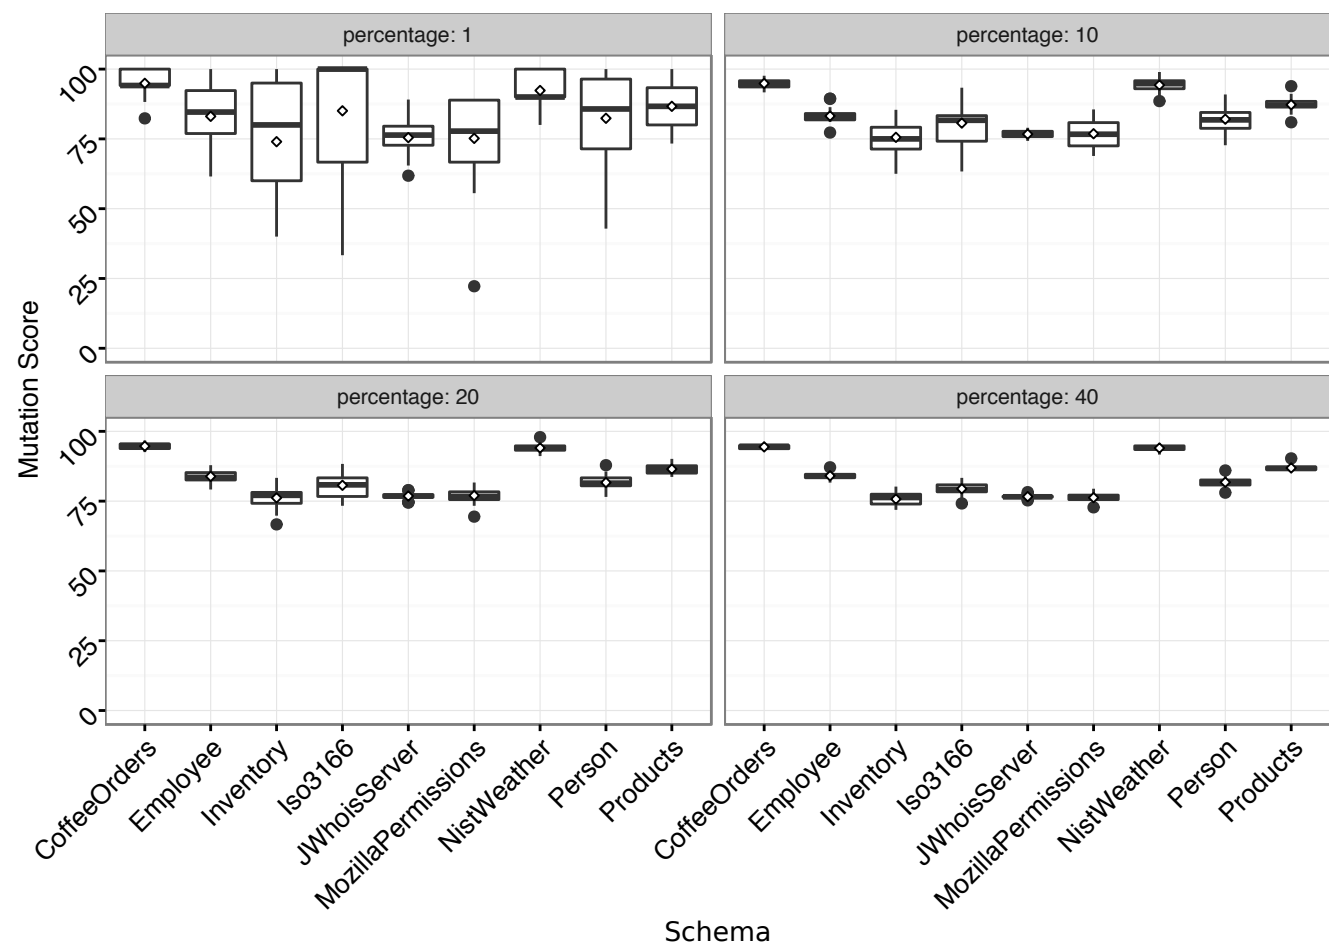 percentage: 1
percentage: 10
100
75
50
25
0
Mutation Score
percentage: 20
percentage: 40
100
75
50
25
0
CoffeeOrders
Employee
Inventory
Iso3166
JWhoisServer
MozillaPermissions
NistWeather
Person
Products
CoffeeOrders
Employee
Inventory
Iso3166
JWhoisServer
MozillaPermissions
NistWeather
Person
Products
Schema